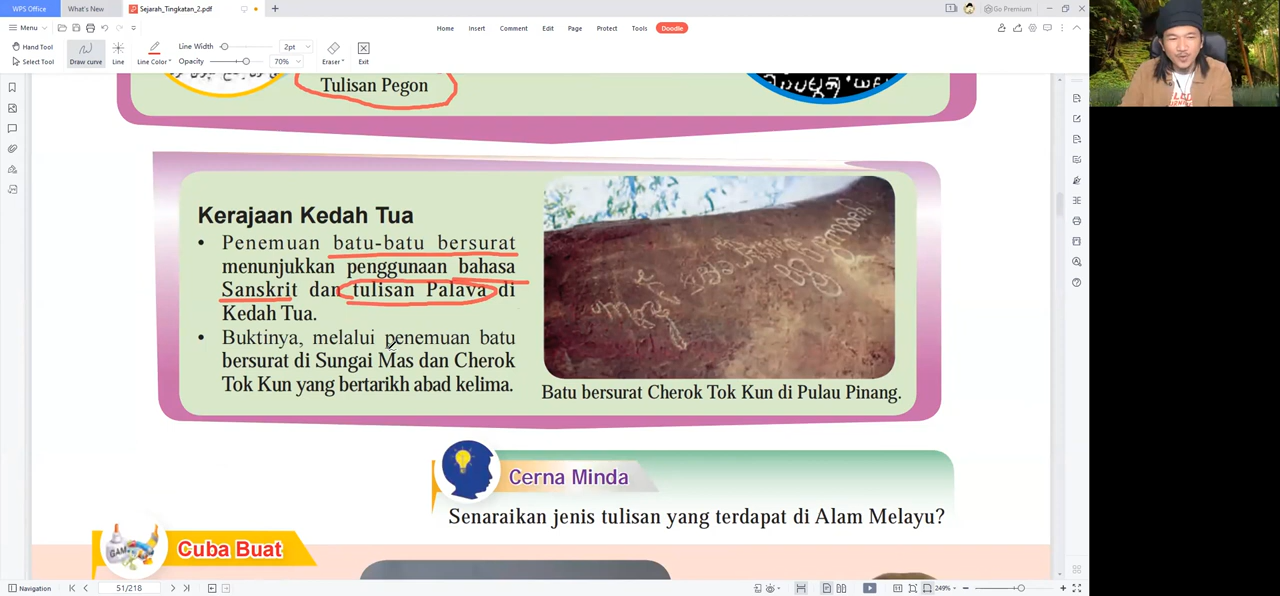 WPS Office
What's New
Sejarah_Tingkatan_2.pdf
Go Premium
Menu
Home
Insert
Comment
Edit
Page
Protect
Tools
Doodle
Hand Tool
Select Tool
Draw curve
Line
Line Color
Line Width
2pt
Opacity
70%
Eraser
Exit
Tulisan Pegon
Kerajaan Kedah Tua
• Penemuan batu-batu bersurat
menunjukkan penggunaan bahasa
Sanskrit dan tulisan Palava di
Kedah Tua.
• Buktinya, melalui penemuan batu
bersurat di Sungai Mas dan Cherok
Tok Kun yang bertarikh abad kelima.
Batu bersurat Cherok Tok Kun di Pulau Pinang.
Cerna Minda
Senaraikan jenis tulisan yang terdapat di Alam Melayu?
GAM
Cuba Buat
Navigation
51/218
249%